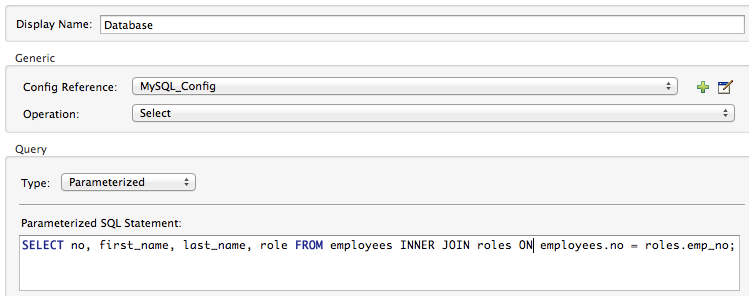 Display Name: Database
Generic
Config Reference: MySQL_Config
Operation: Select
Query
Type: Parameterized
Parameterized SQL Statement:
SELECT no, first_name, last_name, role FROM employees INNER JOIN roles ON employees.no = roles.emp_no;